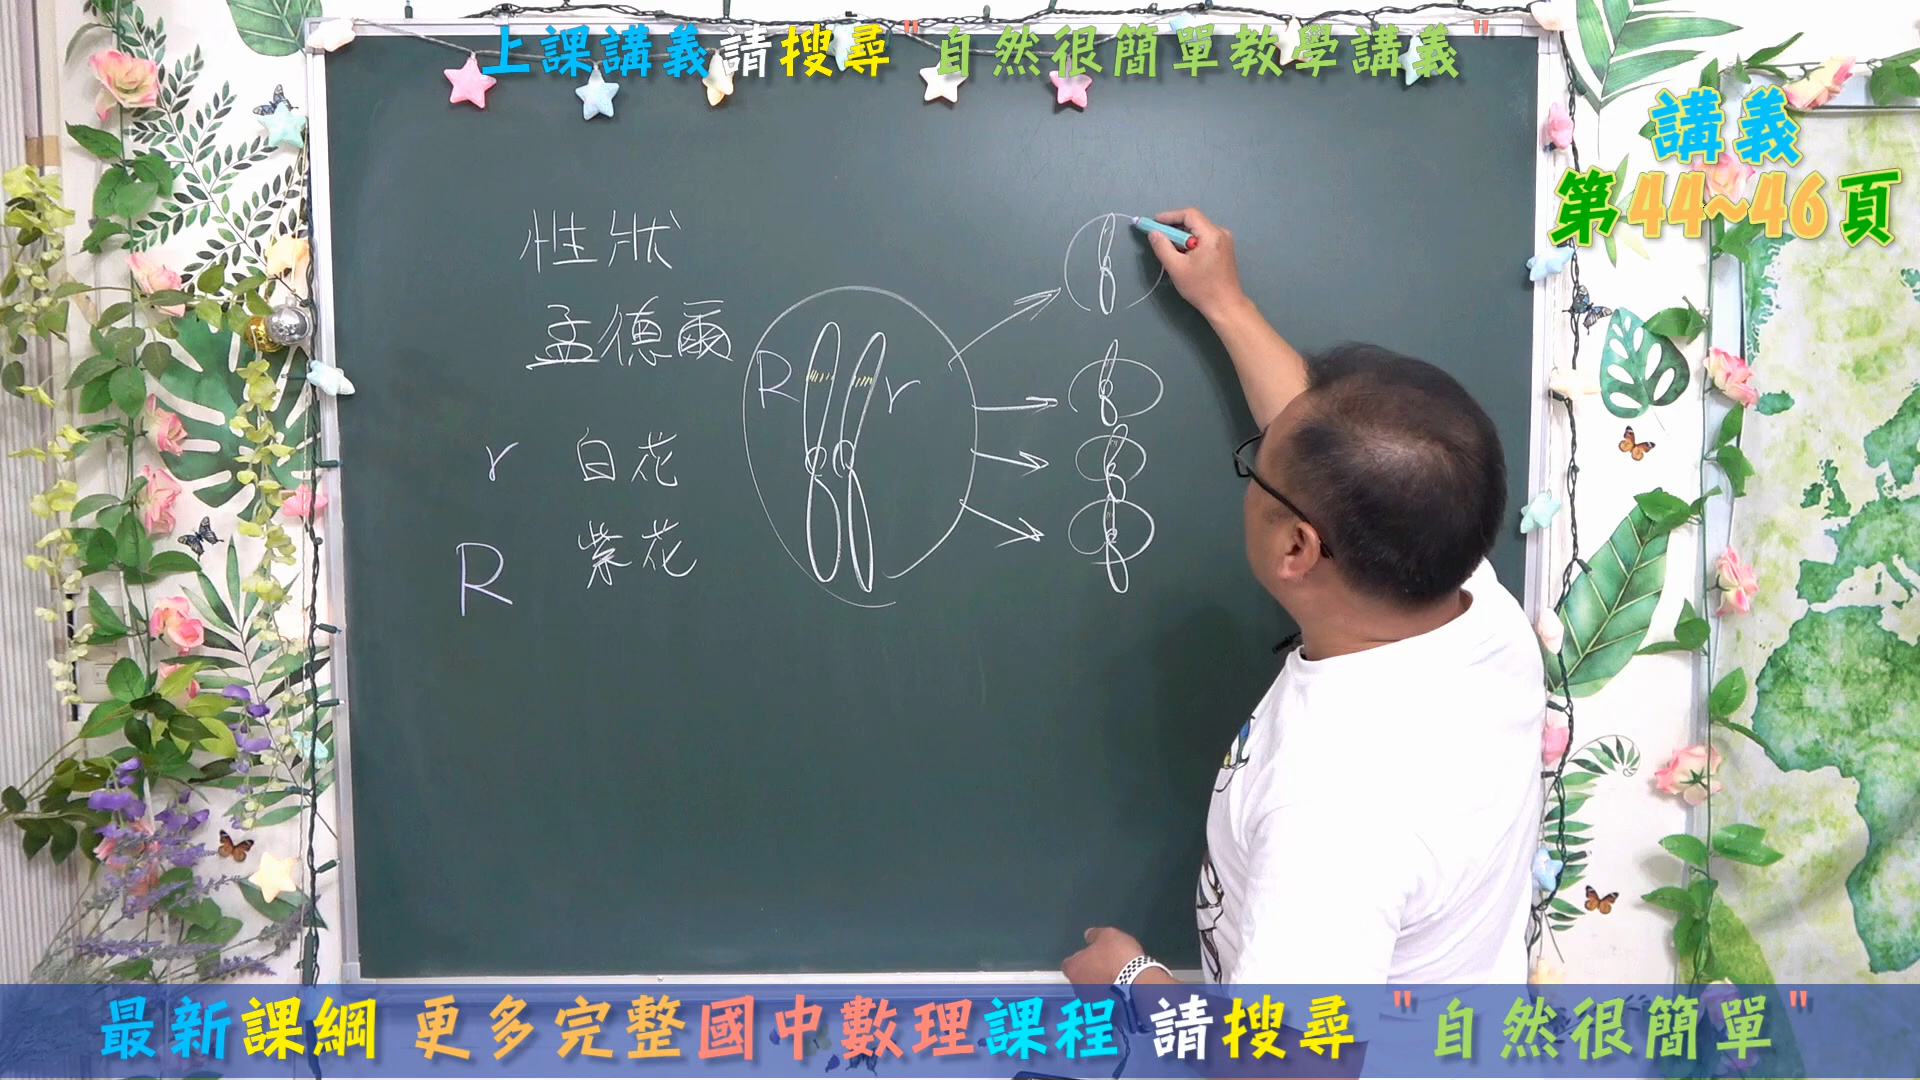 上課講義請搜尋"自然很簡單教學講義"
講義
第44~46頁
性狀
孟德爾
R r
r 白花
R 紫花
最新課綱 更多完整國中數理課程 請搜尋"自然很簡單"